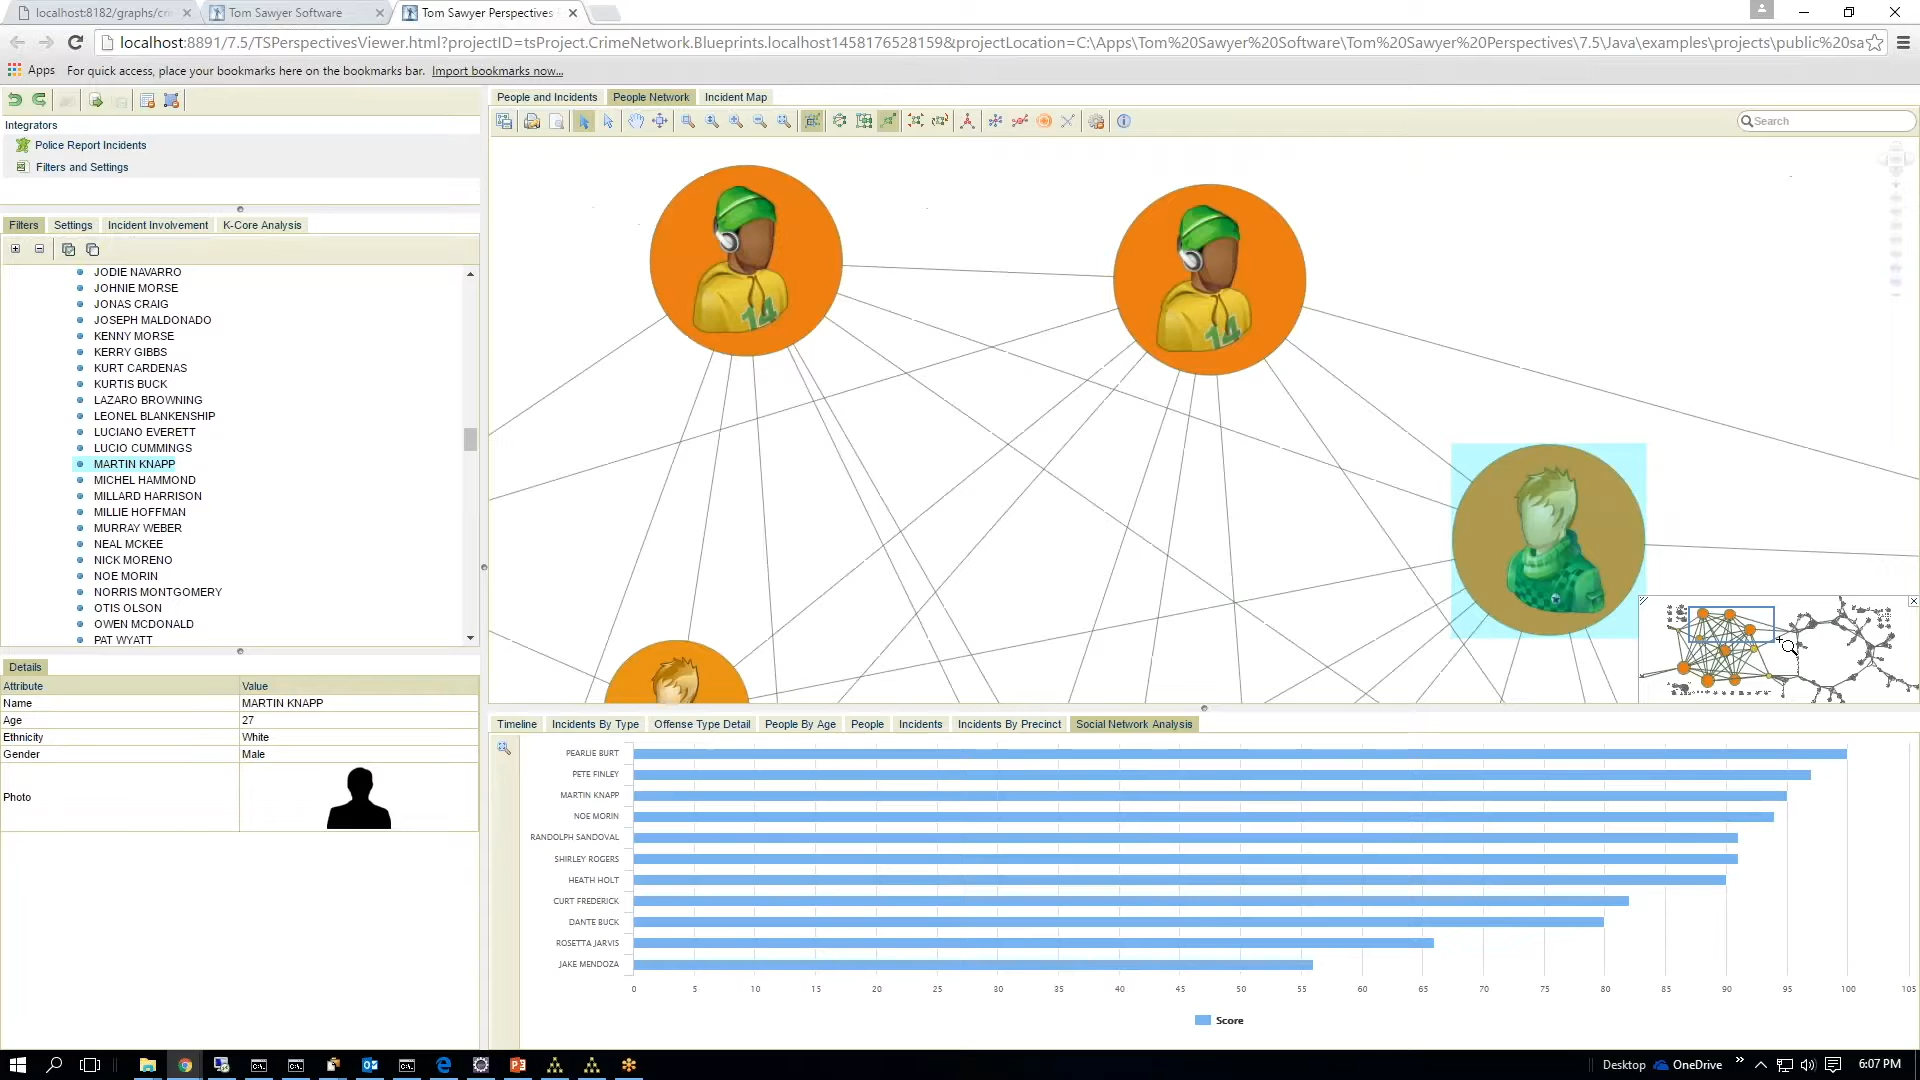 localhost:8182/graphs/cri
Tom Sawyer Software
Tom Sawyer Perspectives
localhost:8891/7.5/TSPerspectivesViewer.html?projectID=tsProject.CrimeNetwork.Blueprints.localhost1458176528159&projectLocation=C:\Apps\Tom%20Sawyer%20Software\Tom%20Sawyer%20Perspectives\7.5\Java\examples\projects\public%20sa
Apps For quick access, place your bookmarks here on the bookmarks bar. Import bookmarks now...
People and Incidents People Network Incident Map
Search
Integrators
Police Report Incidents
Filters and Settings
Filters Settings Incident Involvement K-Core Analysis
JODIE NAVARRO
JOHNIE MORSE
JONAS CRAIG
JOSEPH MALDONADO
KENNY MORSE
KERRY GIBBS
KURT CARDENAS
KURTIS BUCK
LAZARO BROWNING
LEONEL BLANKENSHIP
LUCIANO EVERETT
LUCIO CUMMINGS
MARTIN KNAPP
MICHEL HAMMOND
MILLARD HARRISON
MILLIE HOFFMAN
MURRAY WEBER
NEAL MCKEE
NICK MORENO
NOE MORIN
NORRIS MONTGOMERY
OTIS OLSON
OWEN MCDONALD
PAT WYATT
14
14
Details
Attribute Value
Name MARTIN KNAPP
Age 27
Ethnicity White
Gender Male
Photo
Timeline Incidents By Type Offense Type Detail People By Age People Incidents Incidents By Precinct Social Network Analysis
PEARLIE BURT
PETE FINLEY
MARTIN KNAPP
NOE MORIN
RANDOLPH SANDOVAL
SHIRLEY ROGERS
HEATH HOLT
CURT FREDERICK
DANTE BUCK
ROSETTA JARVIS
JAKE MENDOZA
0 5 10 15 20 25 30 35 40 45 50 55 60 65 70 75 80 85 90 95 100 105
Score
Desktop OneDrive 6:07 PM